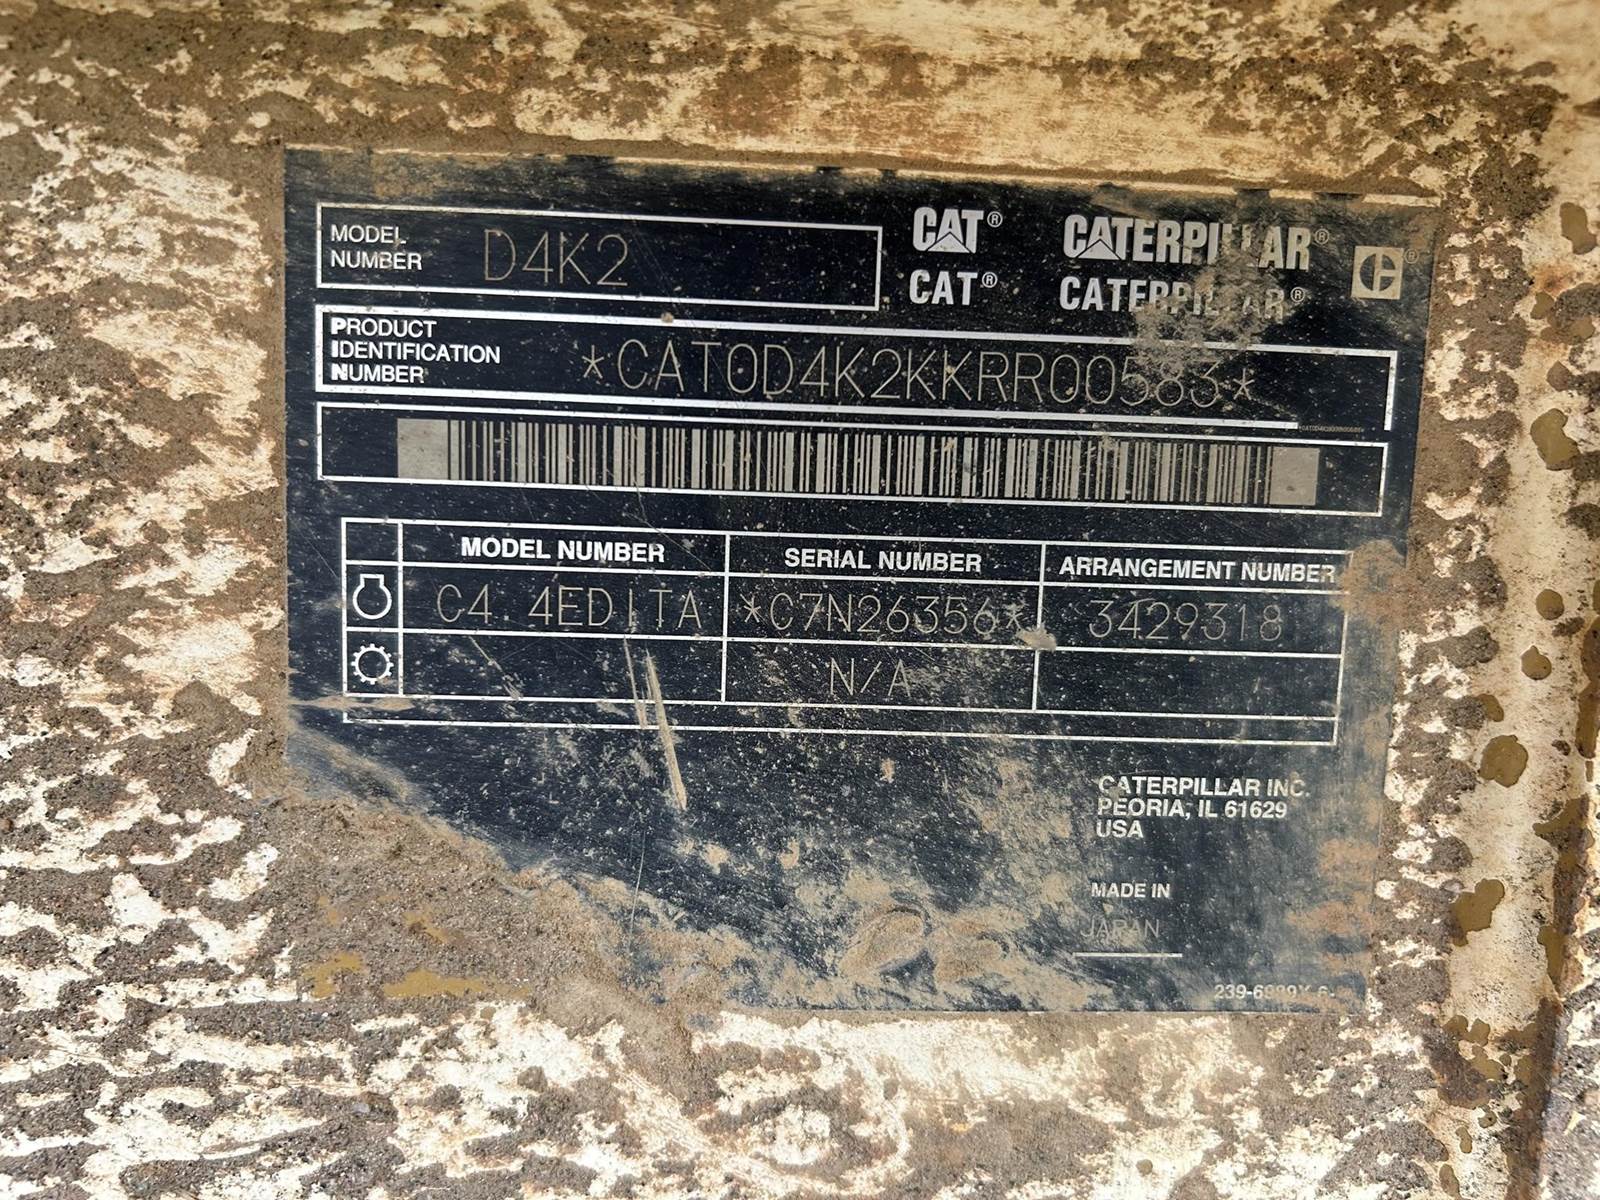 MODEL
NUMBER
D4K2
CAT® CATERPILLAR®
CAT® CATERPILLAR®
PRODUCT
IDENTIFICATION
NUMBER
*CAT0D4K2KKRR00583*
MODEL NUMBER SERIAL NUMBER ARRANGEMENT NUMBER
C4.4EDITA *C7N26356* 3429318
N/A
CATERPILLAR INC.
PEORIA, IL 61629
USA
MADE IN
JAPAN